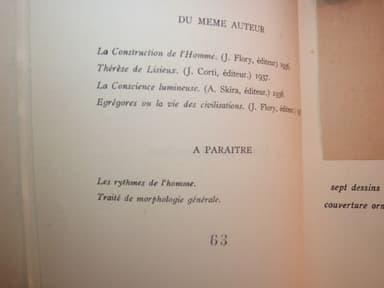 DU MEME AUTEUR
La Construction de l'Homme. (J. Flory, éditeur) 1936.
Thérèse de Lisieux. (J. Corti, éditeur.) 1937.
La Conscience lumineuse. (A. Skira, éditeur.) 1938.
Egrégores ou la vie des civilisations. (J. Flory, éditeur.)
A PARAITRE
Les rythmes de l'homme.
Traité de morphologie générale.
63
sept dessins
couverture orn